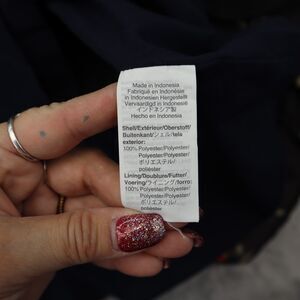 Made in Indonesia
Fabriqué en Indonésie
in Indonesien Hergestellt
Vervaardigd in Indonesië
インドネシア製
Hecho en Indonesia
Shell/Extérieur/Oberstoff/
Buitenkant/シェル/tela
exterior:
100% Polyester/Polyester/
Polyester/Polyester/
ポリエステル/
poliéster
Lining/Doublure/Futter/
Voering/ライニング/forro:
100% Polyester/Polyester/
Polyester/Polyester/
ポリエステル/
poliéster